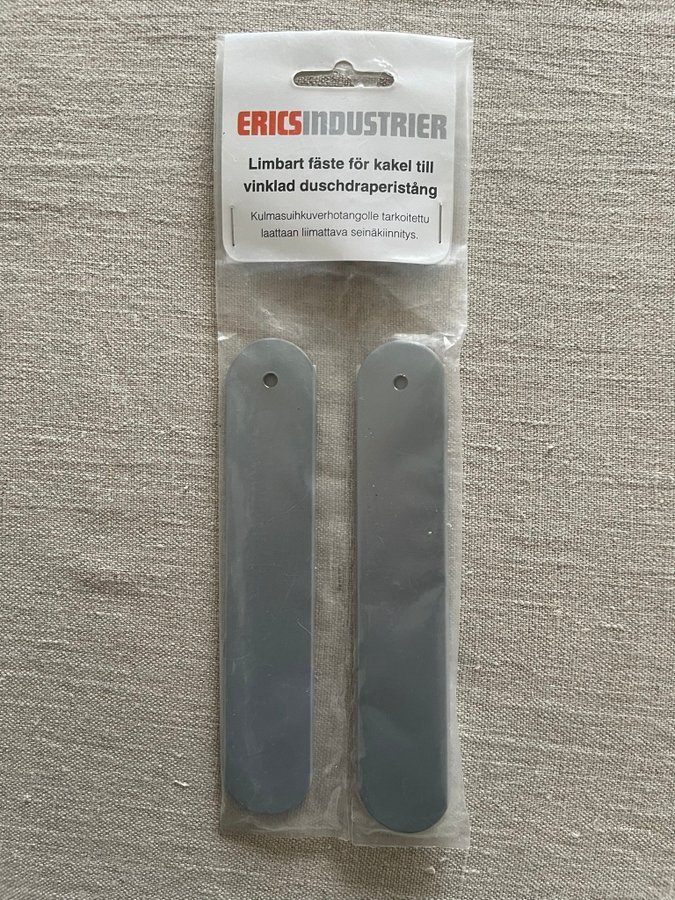 ERICSINDUSTRIER
Limbart fäste för kakel till
vinklad duschdraperistång
Kulmasuihkuverhotangolle tarkoitettu
laattaan liimattava seinäkiinnitys.